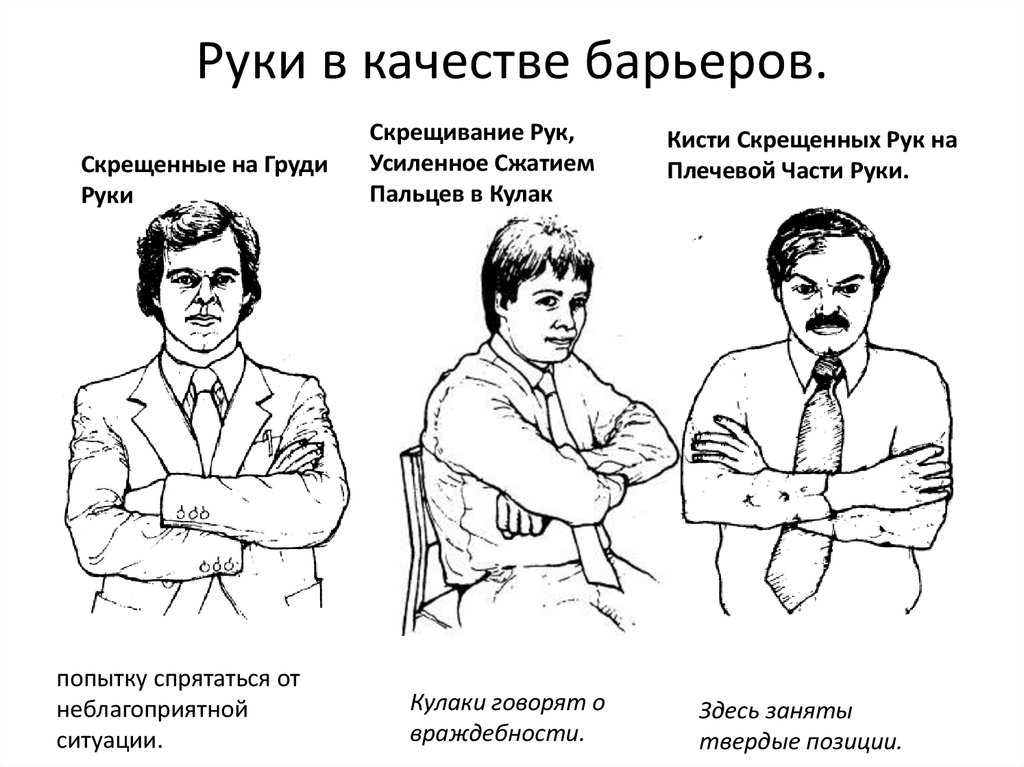 Руки в качестве барьеров.
Скрещенные на Груди
Руки
Скрещивание Рук,
Усиленное Сжатием
Пальцев в Кулак
Кисти Скрещенных Рук на
Плечевой Части Руки.
попытку спрятаться от
неблагоприятной
ситуации.
Кулаки говорят о
враждебности.
Здесь заняты
твердые позиции.